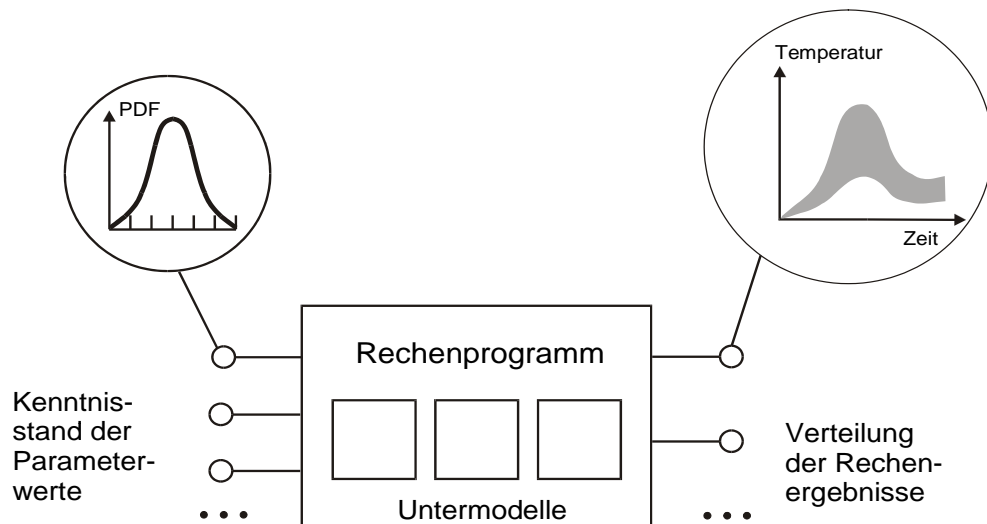 PDF
Temperatur
Zeit
Rechenprogramm
Kenntnis-
stand der
Parameter-
werte
...
Untermodelle
Verteilung
der Rechen-
ergebnisse
...